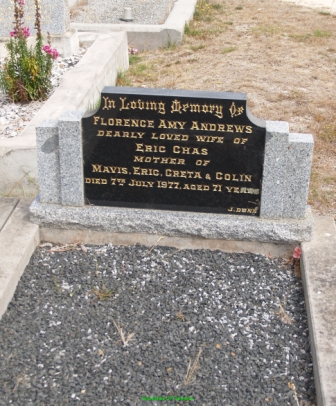 In Loving Memory Of
FLORENCE AMY ANDREWS
DEARLY LOVED WIFE OF
ERIC CHAS
MOTHER OF
MAVIS, ERIC, GRETA & COLIN
DIED 7TH JULY 1977, AGED 71 YEARS